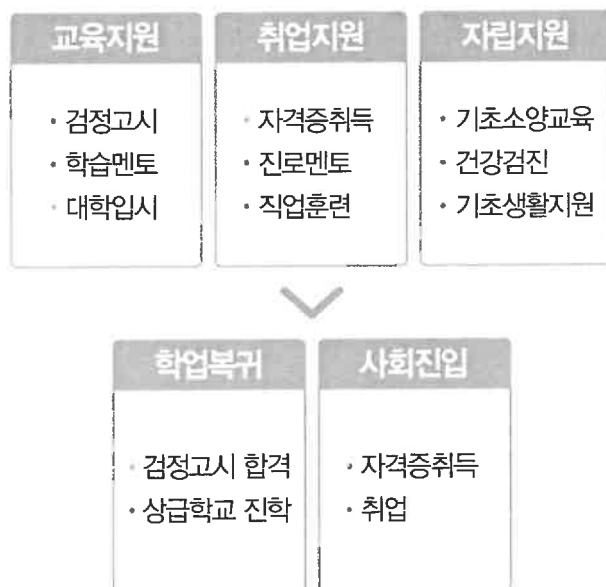 교육지원
· 검정고시
· 학습멘토
· 대학입시
취업지원
· 자격증취득
· 진로멘토
· 직업훈련
자립지원
· 기초소양교육
· 건강검진
· 기초생활지원
학업복귀
· 검정고시 합격
· 상급학교 진학
사회진입
· 자격증취득
· 취업